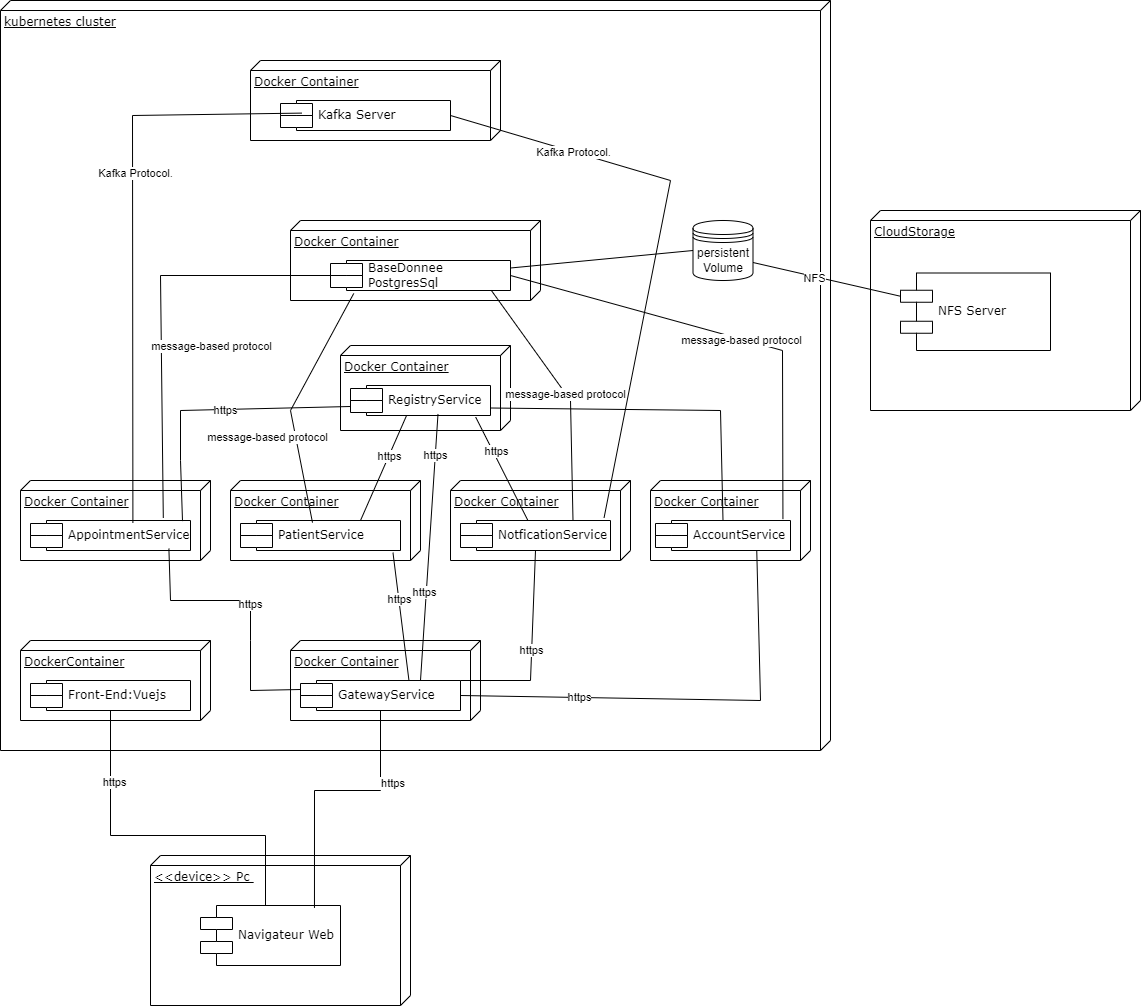 kubernetes cluster
Docker Container
Kafka Server
Kafka Protocol.
Kafka Protocol.
Docker Container
BaseDonnee
PostgresSql
persistent
Volume
NFS
CloudStorage
NFS Server
message-based protocol
message-based protocol
Docker Container
RegistryService
message-based protocol
https
message-based protocol
https
https
https
Docker Container
AppointmentService
Docker Container
PatientService
Docker Container
NotficationService
Docker Container
AccountService
https
https
https
https
DockerContainer
Front-End:Vuejs
Docker Container
GatewayService
https
https
https
<<device>> Pc
Navigateur Web